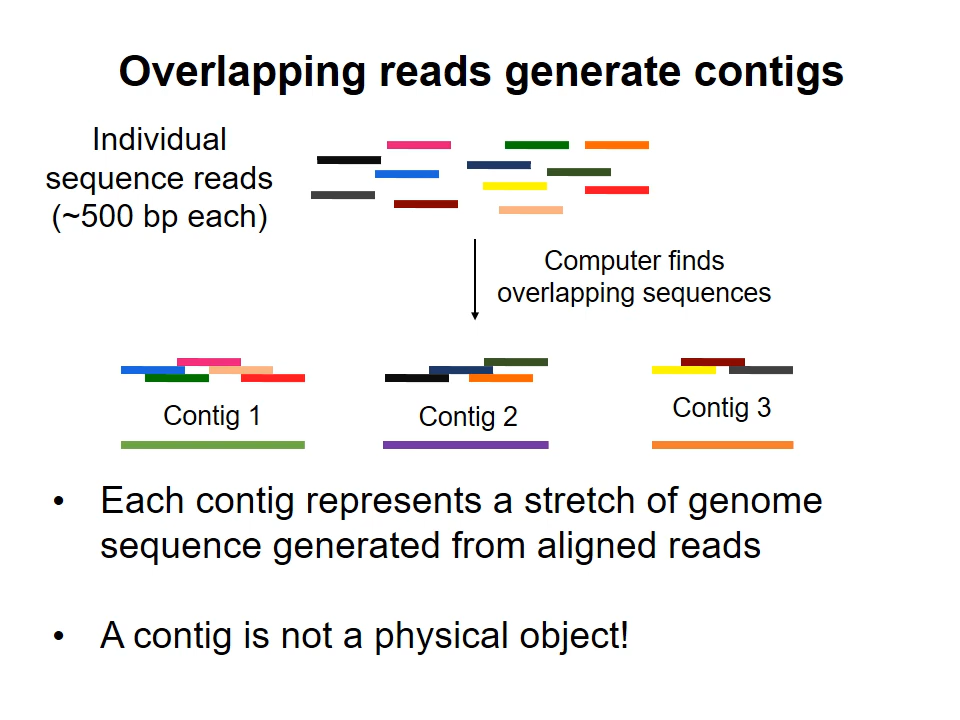 Overlapping reads generate contigs
Individual
sequence reads
(~500 bp each)
Computer finds
overlapping sequences
Contig 1
Contig 2
Contig 3
• Each contig represents a stretch of genome
sequence generated from aligned reads
• A contig is not a physical object!